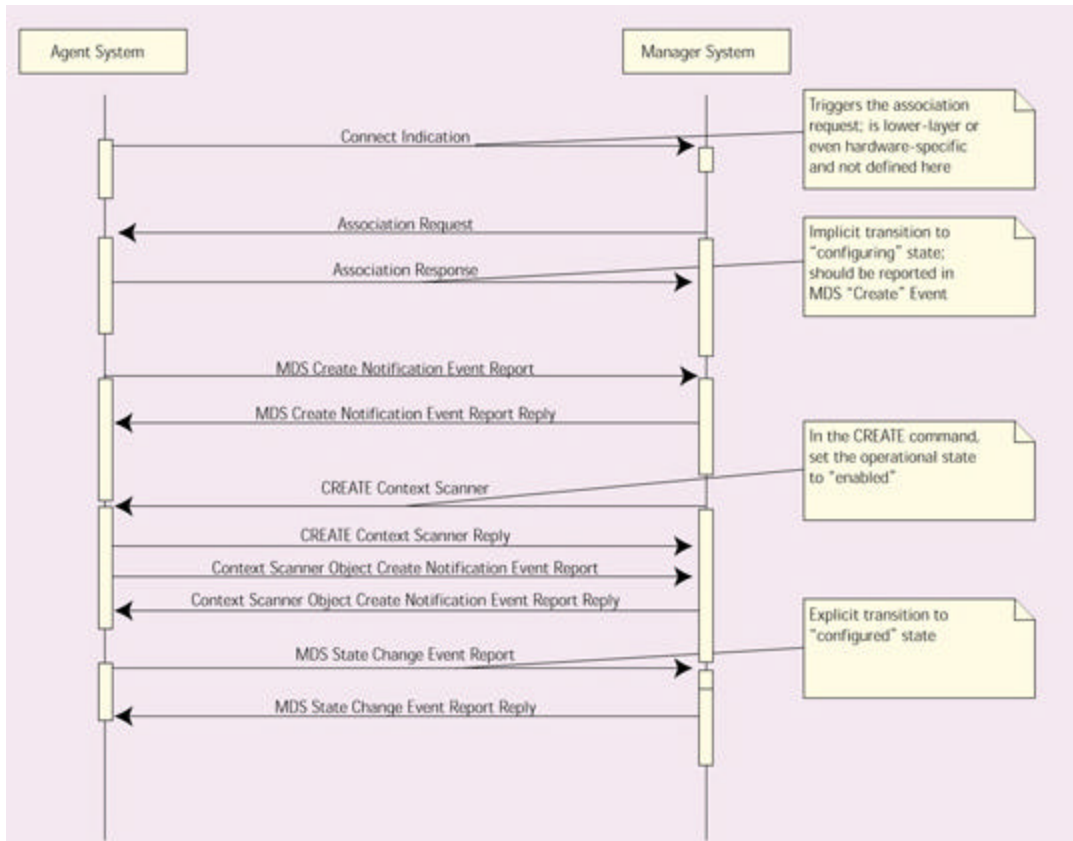 Agent System
Manager System
Triggers the association
request; is lower-layer or
even hardware-specific
and not defined here
Connect Indication
Association Request
Implicit transition to
"configuring" state;
should be reported in
MDS "Create" Event
Association Response
MDS Create Notification Event Report
MDS Create Notification Event Report Reply
In the CREATE command,
set the operational state
to "enabled"
CREATE Context Scanner
CREATE Context Scanner Reply
Context Scanner Object Create Notification Event Report
Context Scanner Object Create Notification Event Report Reply
Explicit transition to
"configured" state
MDS State Change Event Report
MDS State Change Event Report Reply